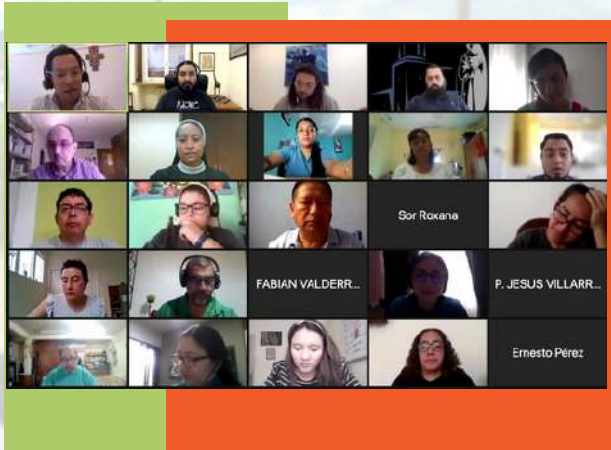 Sor Roxana
FABIAN VALDERR...
P. JESUS VILLARR...
Ernesto Pérez